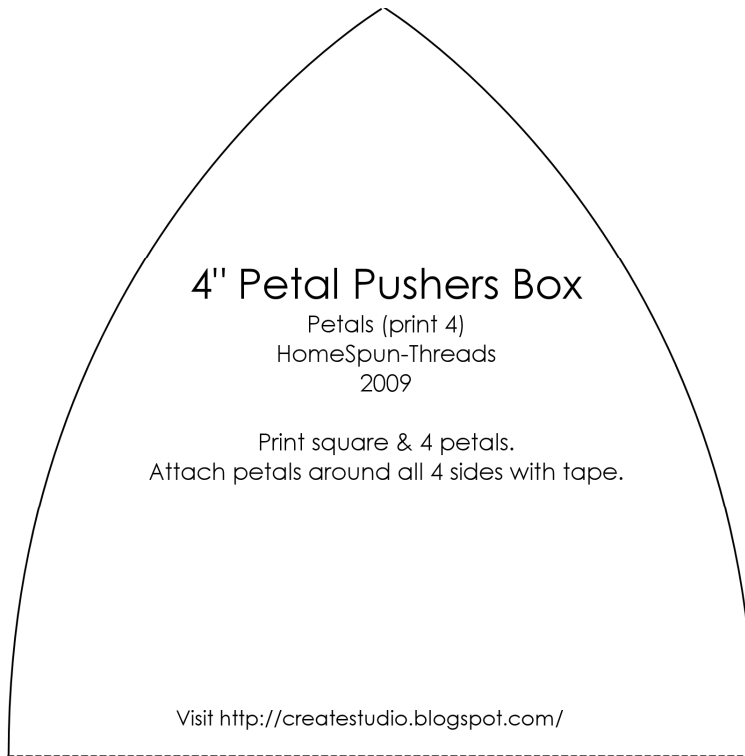 4" Petal Pushers Box
Petals (print 4)
HomeSpun-Threads
2009
Print square & 4 petals.
Attach petals around all 4 sides with tape.
Visit http://createstudio.blogspot.com/